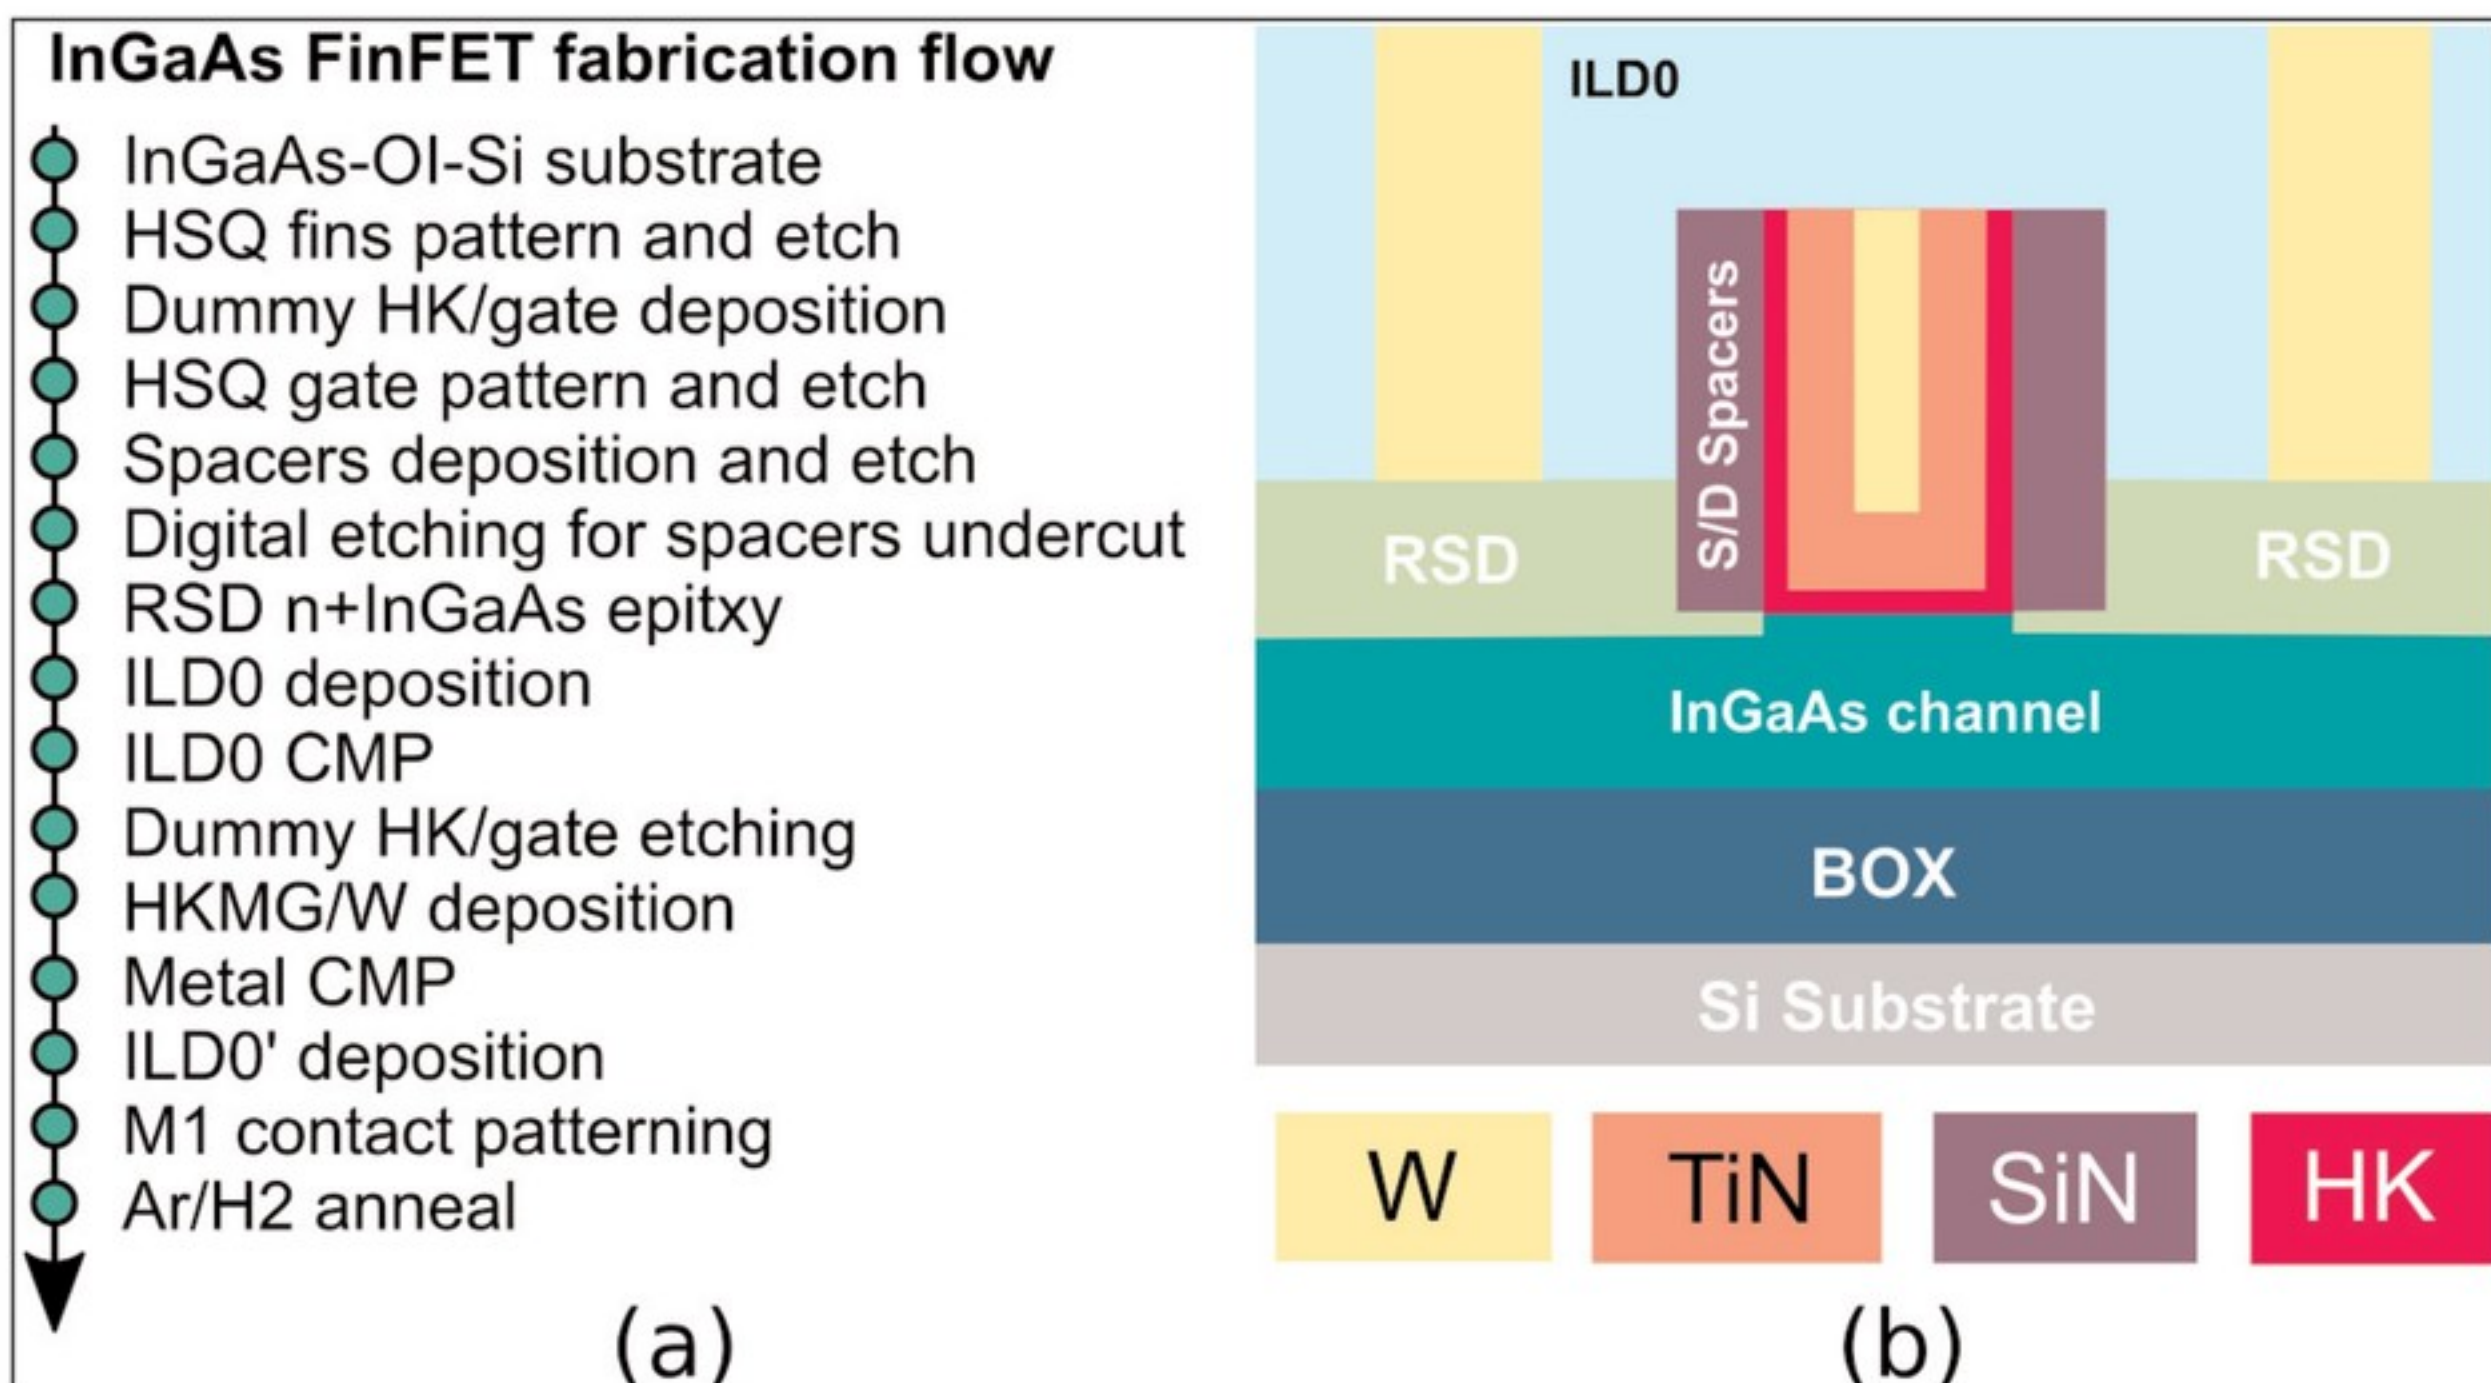 InGaAs FinFET fabrication flow
InGaAs-OI-Si substrate
HSQ fins pattern and etch
Dummy HK/gate deposition
HSQ gate pattern and etch
Spacers deposition and etch
Digital etching for spacers undercut
RSD n+InGaAs epitxy
ILD0 deposition
ILD0 CMP
Dummy HK/gate etching
HKMG/W deposition
Metal CMP
ILD0' deposition
M1 contact patterning
Ar/H2 anneal
(a)
ILD0
S/D Spacers
RSD
RSD
InGaAs channel
BOX
Si Substrate
W
TiN
SiN
HK
(b)